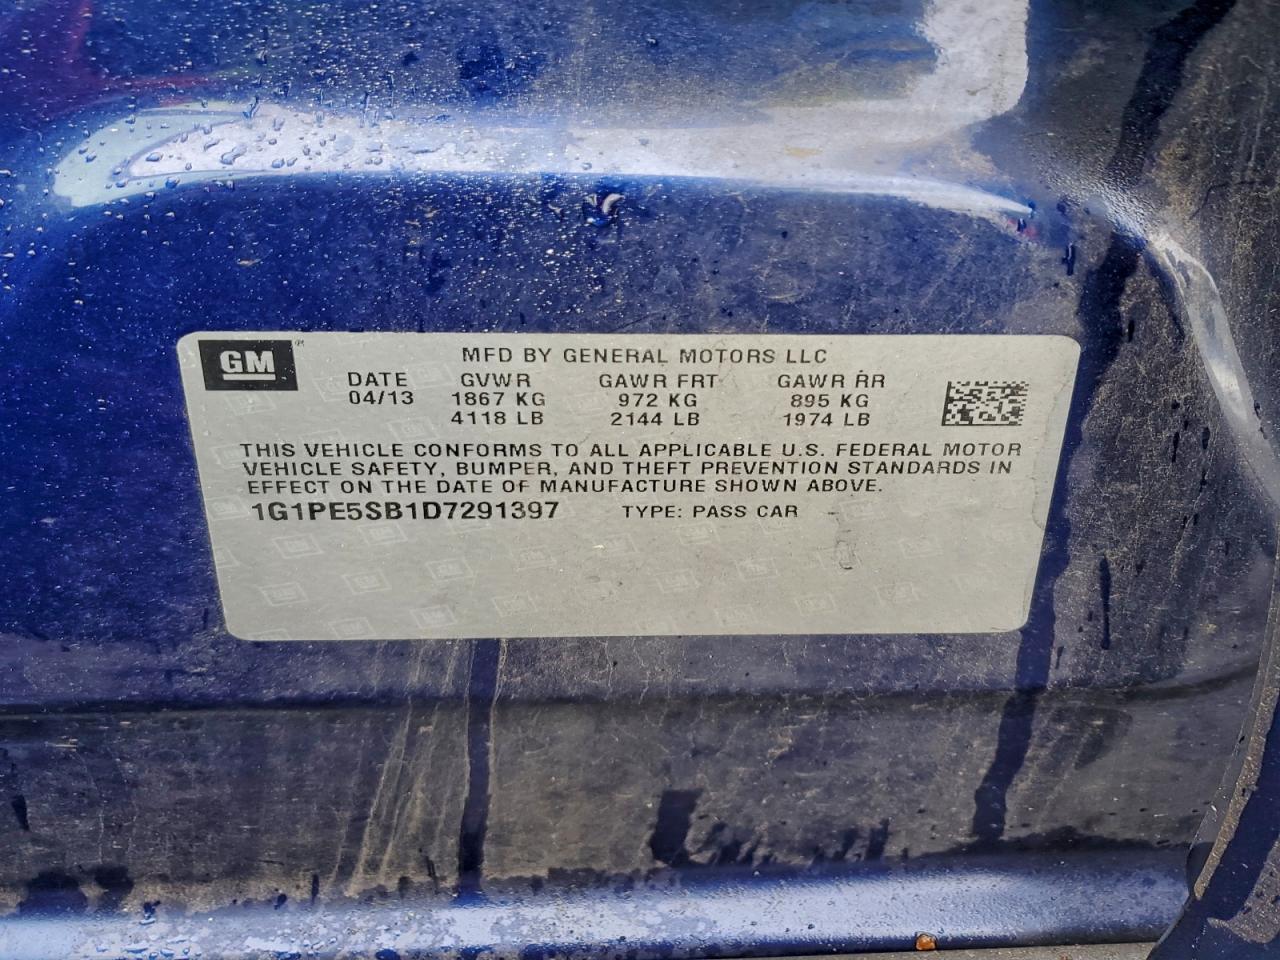 GM®
MFD BY GENERAL MOTORS LLC
DATE GVWR GAWR FRT GAWR RR
04/13 1867 KG 972 KG 895 KG
4118 LB 2144 LB 1974 LB
THIS VEHICLE CONFORMS TO ALL APPLICABLE U.S. FEDERAL MOTOR
VEHICLE SAFETY, BUMPER, AND THEFT PREVENTION STANDARDS IN
EFFECT ON THE DATE OF MANUFACTURE SHOWN ABOVE.
1G1PE5SB1D7291397 TYPE: PASS CAR